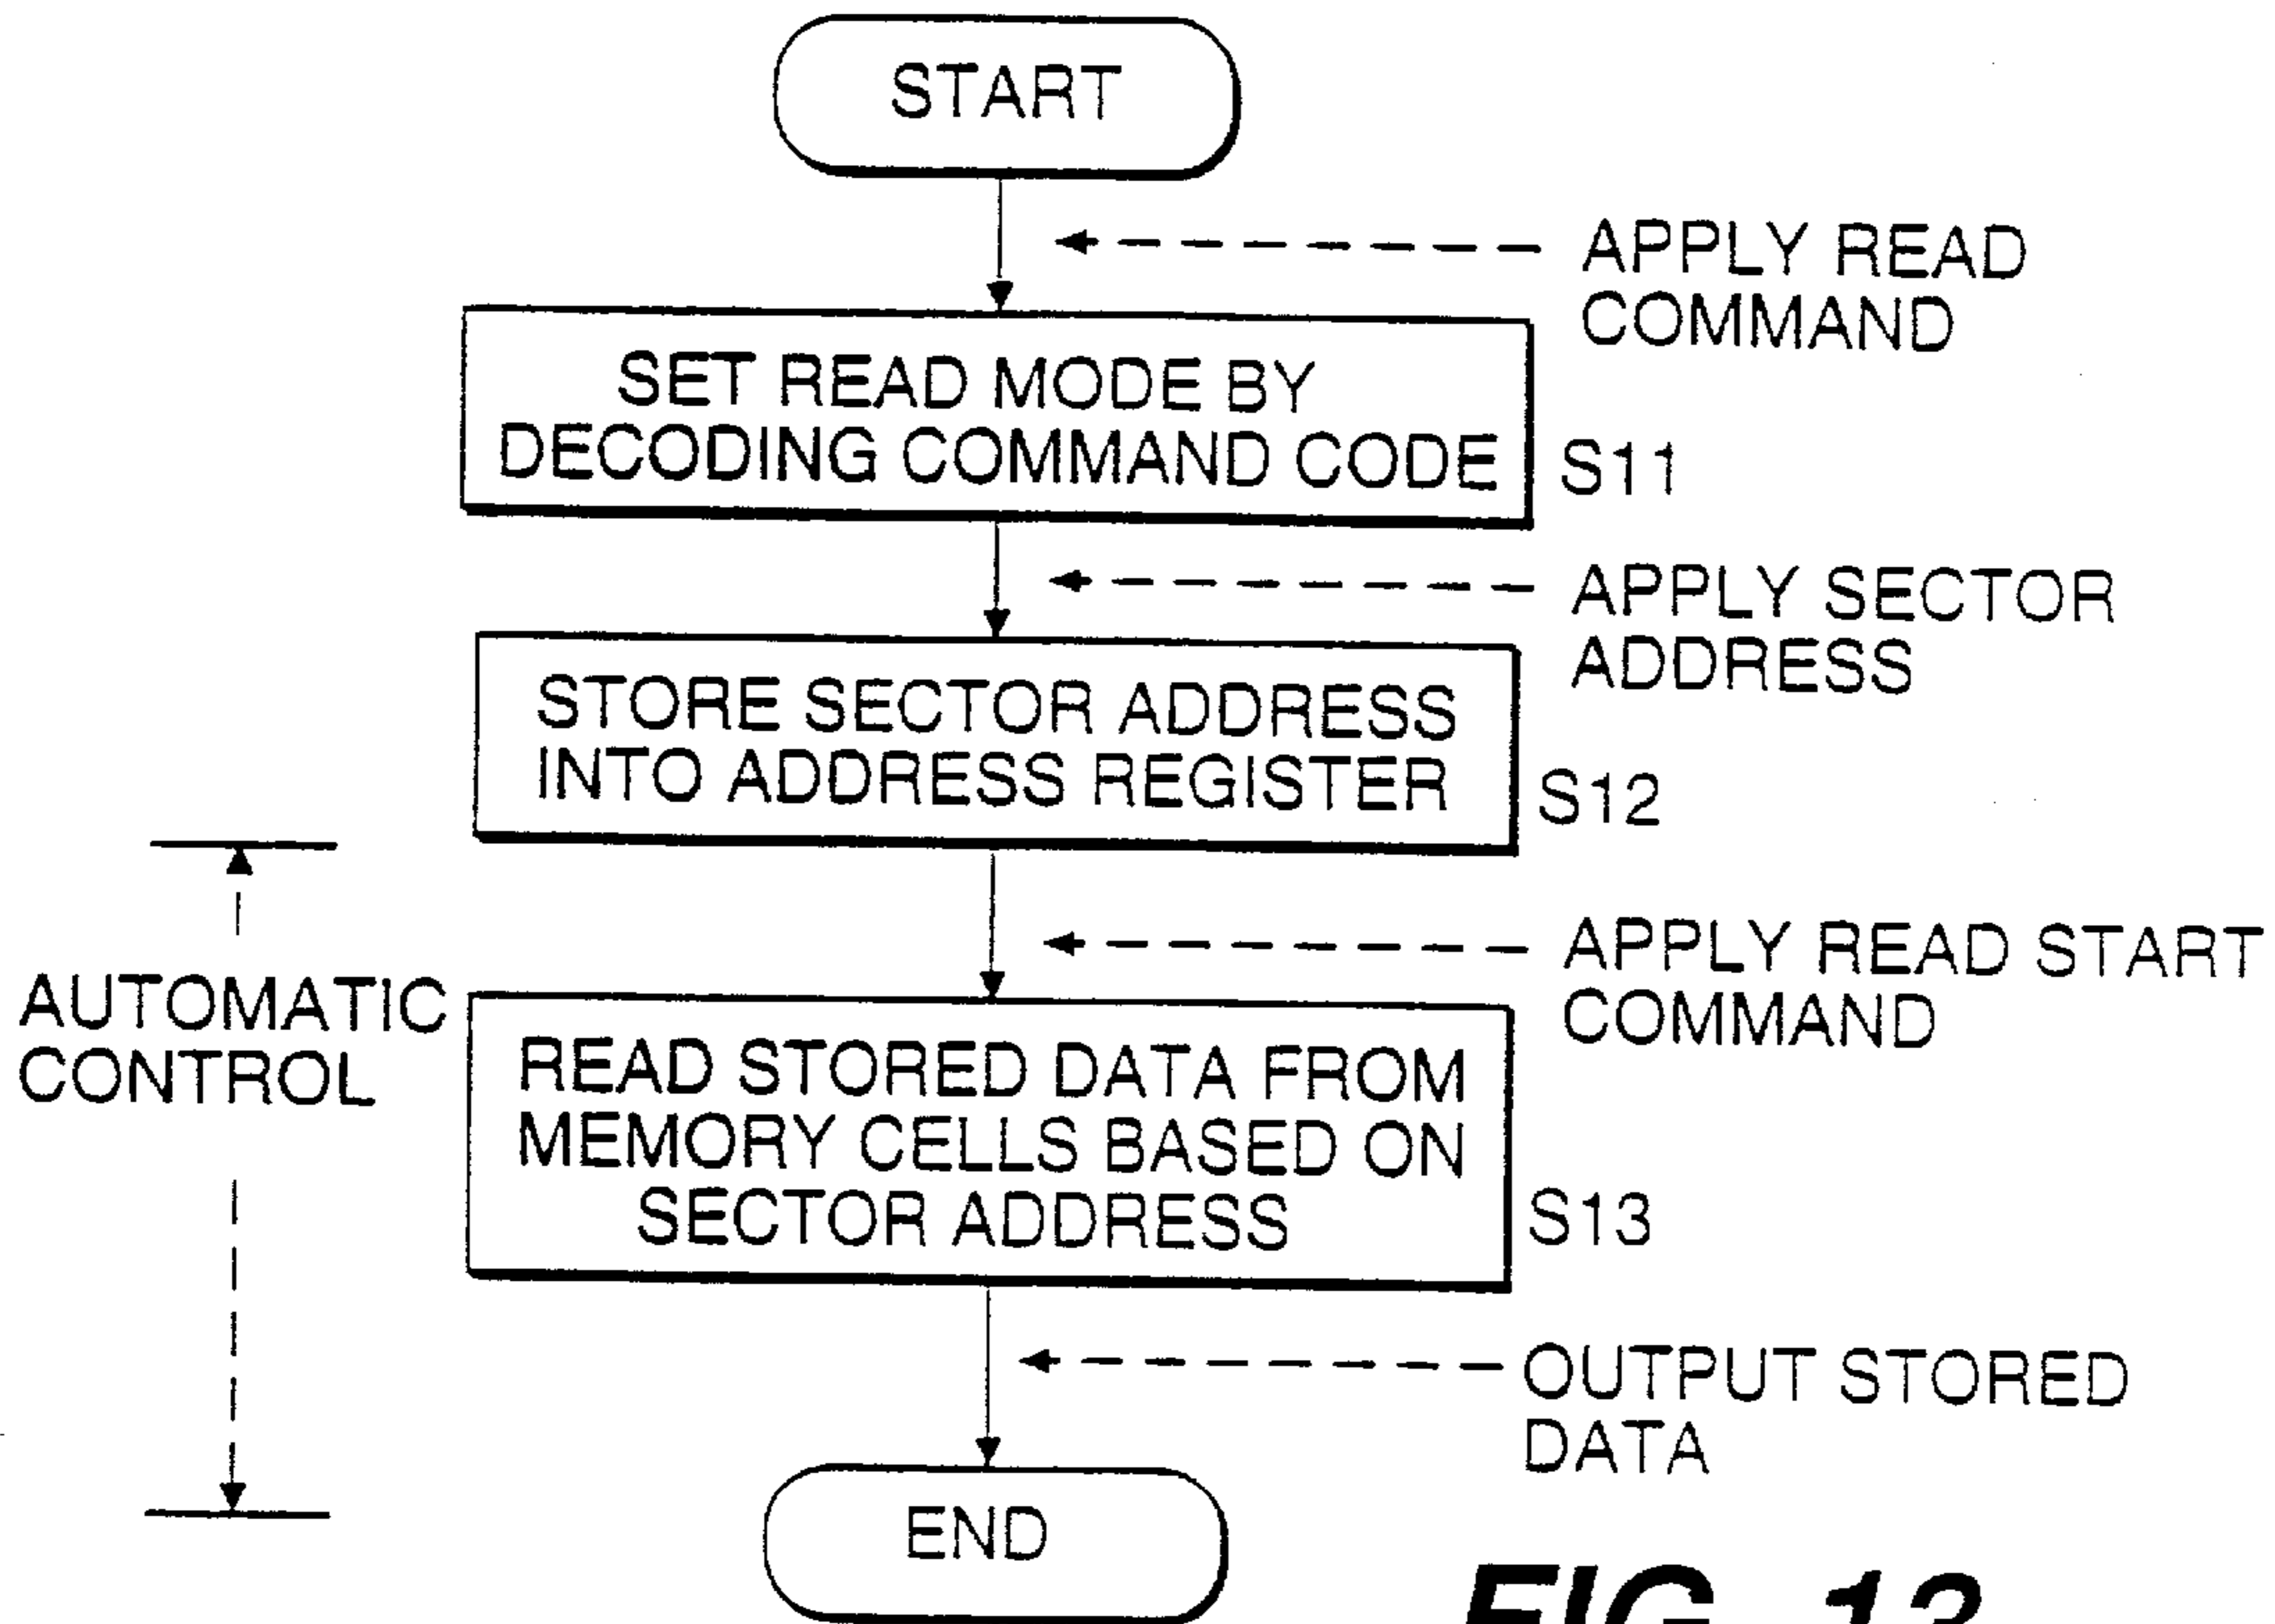 START
APPLY READ
COMMAND
SET READ MODE BY
DECODING COMMAND CODE
S11
APPLY SECTOR
ADDRESS
STORE SECTOR ADDRESS
INTO ADDRESS REGISTER
S12
AUTOMATIC
CONTROL
APPLY READ START
COMMAND
READ STORED DATA FROM
MEMORY CELLS BASED ON
SECTOR ADDRESS
S13
OUTPUT STORED
DATA
END